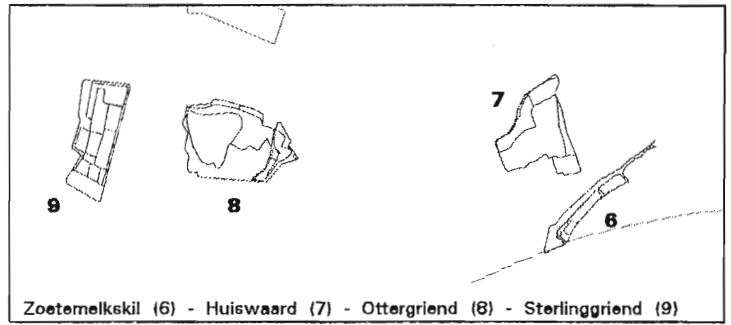 7
9
8
6
Zoetemelkskil (6) - Huiswaard (7) - Ottergriend (8) - Sterlinggriend (9)